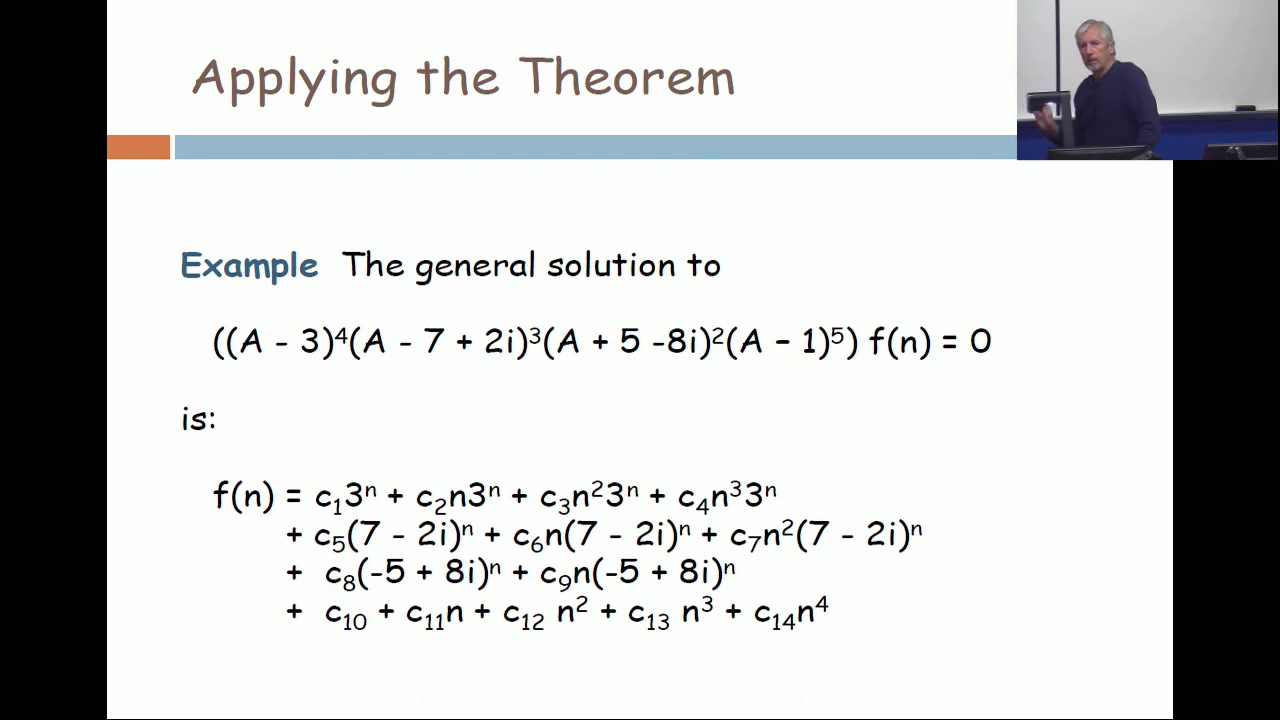 Applying the Theorem
Example The general solution to
((A - 3)⁴(A - 7 + 2i)³(A + 5 -8i)²(A – 1)⁵) f(n) = 0
is:
f(n) = c₁3ⁿ + c₂n3ⁿ + c₃n²3ⁿ + c₄n³3ⁿ
+ c₅(7 - 2i)ⁿ + c₆n(7 - 2i)ⁿ + c₇n²(7 - 2i)ⁿ
+ c₈(-5 + 8i)ⁿ + c₉n(-5 + 8i)ⁿ
+ c₁₀ + c₁₁n + c₁₂ n² + c₁₃ n³ + c₁₄n⁴